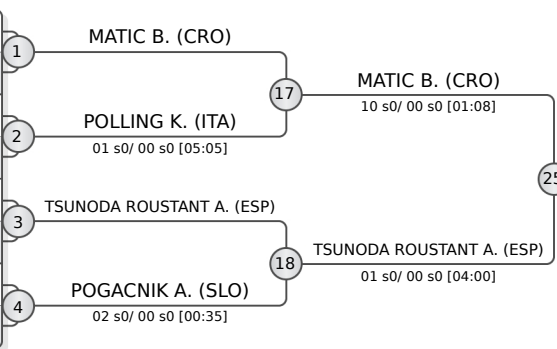 MATIC B. (CRO)
1
17
MATIC B. (CRO)
10 s0/ 00 s0 [01:08]
POLLING K. (ITA)
2
01 s0/ 00 s0 [05:05]
25
TSUNODA ROUSTANT A. (ESP)
3
18
TSUNODA ROUSTANT A. (ESP)
01 s0/ 00 s0 [04:00]
POGACNIK A. (SLO)
4
02 s0/ 00 s0 [00:35]